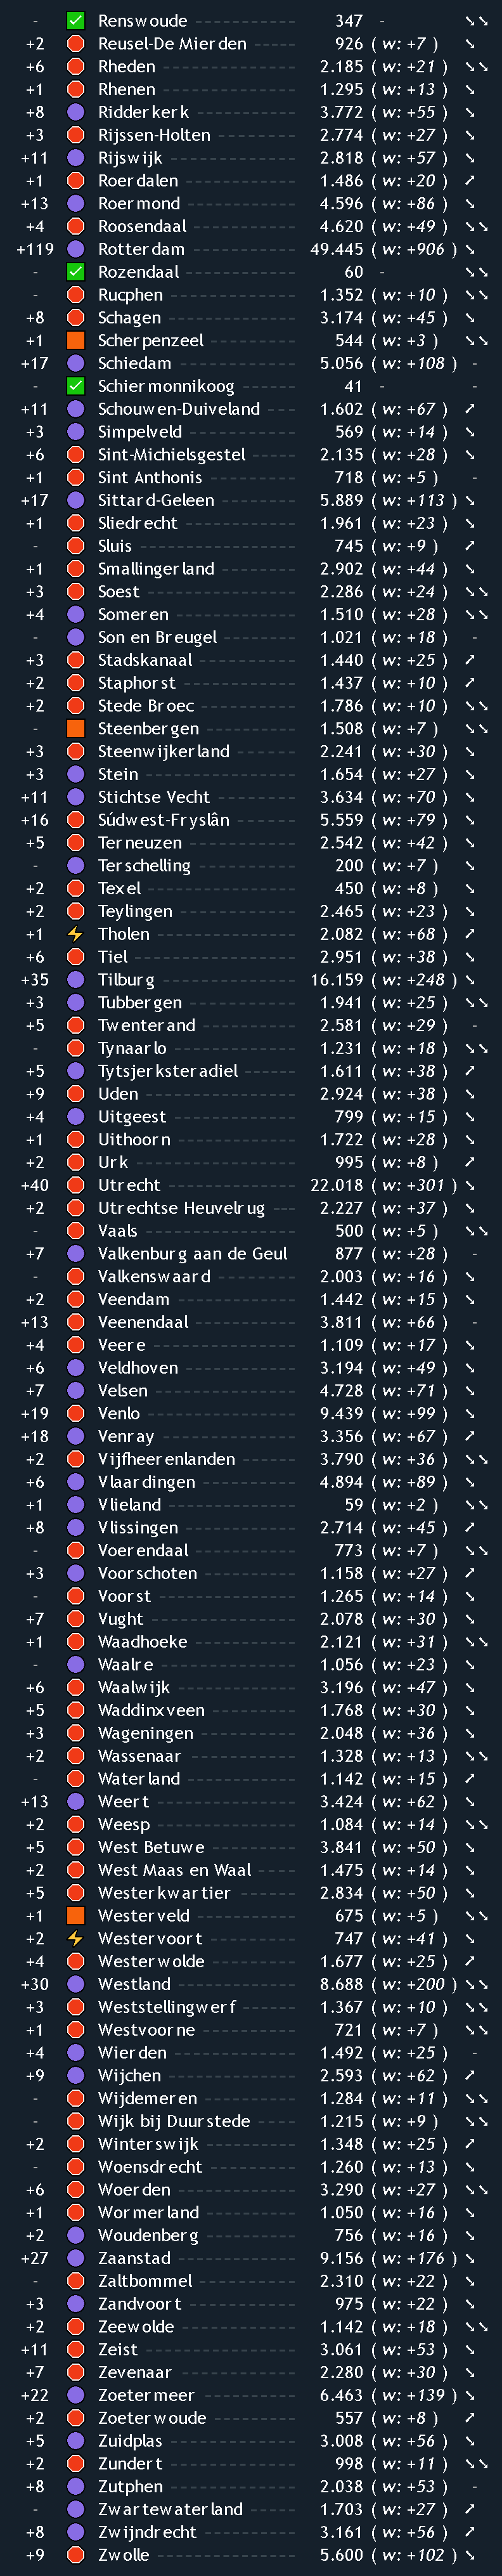 - Renswoude 347 -
+2 Reusel-De Mierden 926 ( w: +7 )
+6 Rheden 2.185 ( w: +21 )
+1 Rhenen 1.295 ( w: +13 )
+8 Ridderkerk 3.772 ( w: +55 )
+3 Rijssen-Holten 2.774 ( w: +27 )
+11 Rijswijk 2.818 ( w: +57 )
+1 Roerdalen 1.486 ( w: +20 )
+13 Roermond 4.596 ( w: +86 )
+4 Roosendaal 4.620 ( w: +49 )
+119 Rotterdam 49.445 ( w: +906 )
- Rozendaal 60 -
- Rucphen 1.352 ( w: +10 )
+8 Schagen 3.174 ( w: +45 )
+1 Scherpenzeel 544 ( w: +3 )
+17 Schiedam 5.056 ( w: +108 ) -
- Schiermonnikoog 41 - -
+11 Schouwen-Duiveland 1.602 ( w: +67 )
+3 Simpelveld 569 ( w: +14 )
+6 Sint-Michielsgestel 2.135 ( w: +28 )
+1 Sint Anthonis 718 ( w: +5 ) -
+17 Sittard-Geleen 5.889 ( w: +113 )
+1 Sliedrecht 1.961 ( w: +23 )
- Sluis 745 ( w: +9 )
+1 Smallingerland 2.902 ( w: +44 )
+3 Soest 2.286 ( w: +24 )
+4 Someren 1.510 ( w: +28 )
- Son en Breugel 1.021 ( w: +18 ) -
+3 Stadskanaal 1.440 ( w: +25 )
+2 Staphorst 1.437 ( w: +10 )
+2 Stede Broec 1.786 ( w: +10 )
- Steenbergen 1.508 ( w: +7 )
+3 Steenwijkerland 2.241 ( w: +30 )
+3 Stein 1.654 ( w: +27 )
+11 Stichtse Vecht 3.634 ( w: +70 )
+16 Súdwest-Fryslân 5.559 ( w: +79 )
+5 Terneuzen 2.542 ( w: +42 )
- Terschelling 200 ( w: +7 )
+2 Texel 450 ( w: +8 )
+2 Teylingen 2.465 ( w: +23 )
+1 Tholen 2.082 ( w: +68 )
+6 Tiel 2.951 ( w: +38 )
+35 Tilburg 16.159 ( w: +248 )
+3 Tubbergen 1.941 ( w: +25 )
+5 Twenterand 2.581 ( w: +29 ) -
- Tynaarlo 1.231 ( w: +18 )
+5 Tytsjerksteradiel 1.611 ( w: +38 )
+9 Uden 2.924 ( w: +38 )
+4 Uitgeest 799 ( w: +15 )
+1 Uithoorn 1.722 ( w: +28 )
+2 Urk 995 ( w: +8 )
+40 Utrecht 22.018 ( w: +301 )
+2 Utrechtse Heuvelrug 2.227 ( w: +37 )
- Vaals 500 ( w: +5 )
+7 Valkenburg aan de Geul 877 ( w: +28 ) -
- Valkenswaard 2.003 ( w: +16 )
+2 Veendam 1.442 ( w: +15 )
+13 Veenendaal 3.811 ( w: +66 ) -
+4 Veere 1.109 ( w: +17 )
+6 Veldhoven 3.194 ( w: +49 )
+7 Velsen 4.728 ( w: +71 )
+19 Venlo 9.439 ( w: +99 )
+18 Venray 3.356 ( w: +67 )
+2 Vijfheerenlanden 3.790 ( w: +36 )
+6 Vlaardingen 4.894 ( w: +89 )
+1 Vlieland 59 ( w: +2 )
+8 Vlissingen 2.714 ( w: +45 )
- Voerendaal 773 ( w: +7 )
+3 Voorschoten 1.158 ( w: +27 )
- Voorst 1.265 ( w: +14 )
+7 Vught 2.078 ( w: +30 )
+1 Waadhoeke 2.121 ( w: +31 )
- Waalre 1.056 ( w: +23 )
+6 Waalwijk 3.196 ( w: +47 )
+5 Waddinxveen 1.768 ( w: +30 )
+3 Wageningen 2.048 ( w: +36 )
+2 Wassenaar 1.328 ( w: +13 )
- Waterland 1.142 ( w: +15 )
+13 Weert 3.424 ( w: +62 )
+2 Weesp 1.084 ( w: +14 )
+5 West Betuwe 3.841 ( w: +50 )
+2 West Maas en Waal 1.475 ( w: +14 )
+5 Westerkwartier 2.834 ( w: +50 )
+1 Westerveld 675 ( w: +5 )
+2 Westervoort 747 ( w: +41 )
+4 Westerwolde 1.677 ( w: +25 )
+30 Westland 8.688 ( w: +200 )
+3 Weststellingwerf 1.367 ( w: +10 )
+1 Westvoorne 721 ( w: +7 )
+4 Wierden 1.492 ( w: +25 ) -
+9 Wijchen 2.593 ( w: +62 )
- Wijdemeren 1.284 ( w: +11 )
- Wijk bij Duurstede 1.215 ( w: +9 )
+2 Winterswijk 1.348 ( w: +25 )
- Woensdrecht 1.260 ( w: +13 )
+6 Woerden 3.290 ( w: +27 )
+1 Wormerland 1.050 ( w: +16 )
+2 Woudenberg 756 ( w: +16 )
+27 Zaanstad 9.156 ( w: +176 )
- Zaltbommel 2.310 ( w: +22 )
+3 Zandvoort 975 ( w: +22 )
+2 Zeewolde 1.142 ( w: +18 )
+11 Zeist 3.061 ( w: +53 )
+7 Zevenaar 2.280 ( w: +30 )
+22 Zoetermeer 6.463 ( w: +139 )
+2 Zoeterwoude 557 ( w: +8 )
+5 Zuidplas 3.008 ( w: +56 )
+2 Zundert 998 ( w: +11 )
+8 Zutphen 2.038 ( w: +53 ) -
- Zwartewaterland 1.703 ( w: +27 )
+8 Zwijndrecht 3.161 ( w: +56 )
+9 Zwolle 5.600 ( w: +102 )